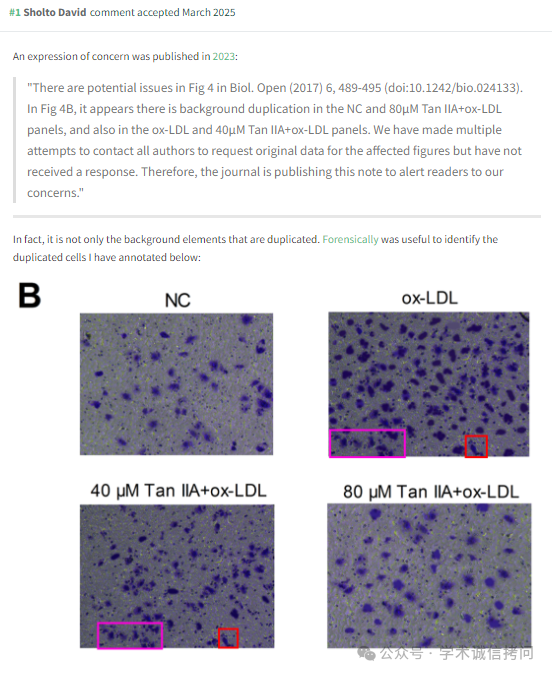 #1 Sholto David comment accepted March 2025
An expression of concern was published in 2023:
"There are potential issues in Fig 4 in Biol. Open (2017) 6, 489-495 (doi:10.1242/bio.024133).
In Fig 4B, it appears there is background duplication in the NC and 80μM Tan IIA+ox-LDL
panels, and also in the ox-LDL and 40μM Tan IIA+ox-LDL panels. We have made multiple
attempts to contact all authors to request original data for the affected figures but have not
received a response. Therefore, the journal is publishing this note to alert readers to our
concerns."
In fact, it is not only the background elements that are duplicated. Forensically was useful to identify the
duplicated cells I have annotated below:
B
NC
ox-LDL
40 μM Tan IIA+ox-LDL
80 μM Tan IIA+ox-LDL
公众号 · 学术诚信拷问